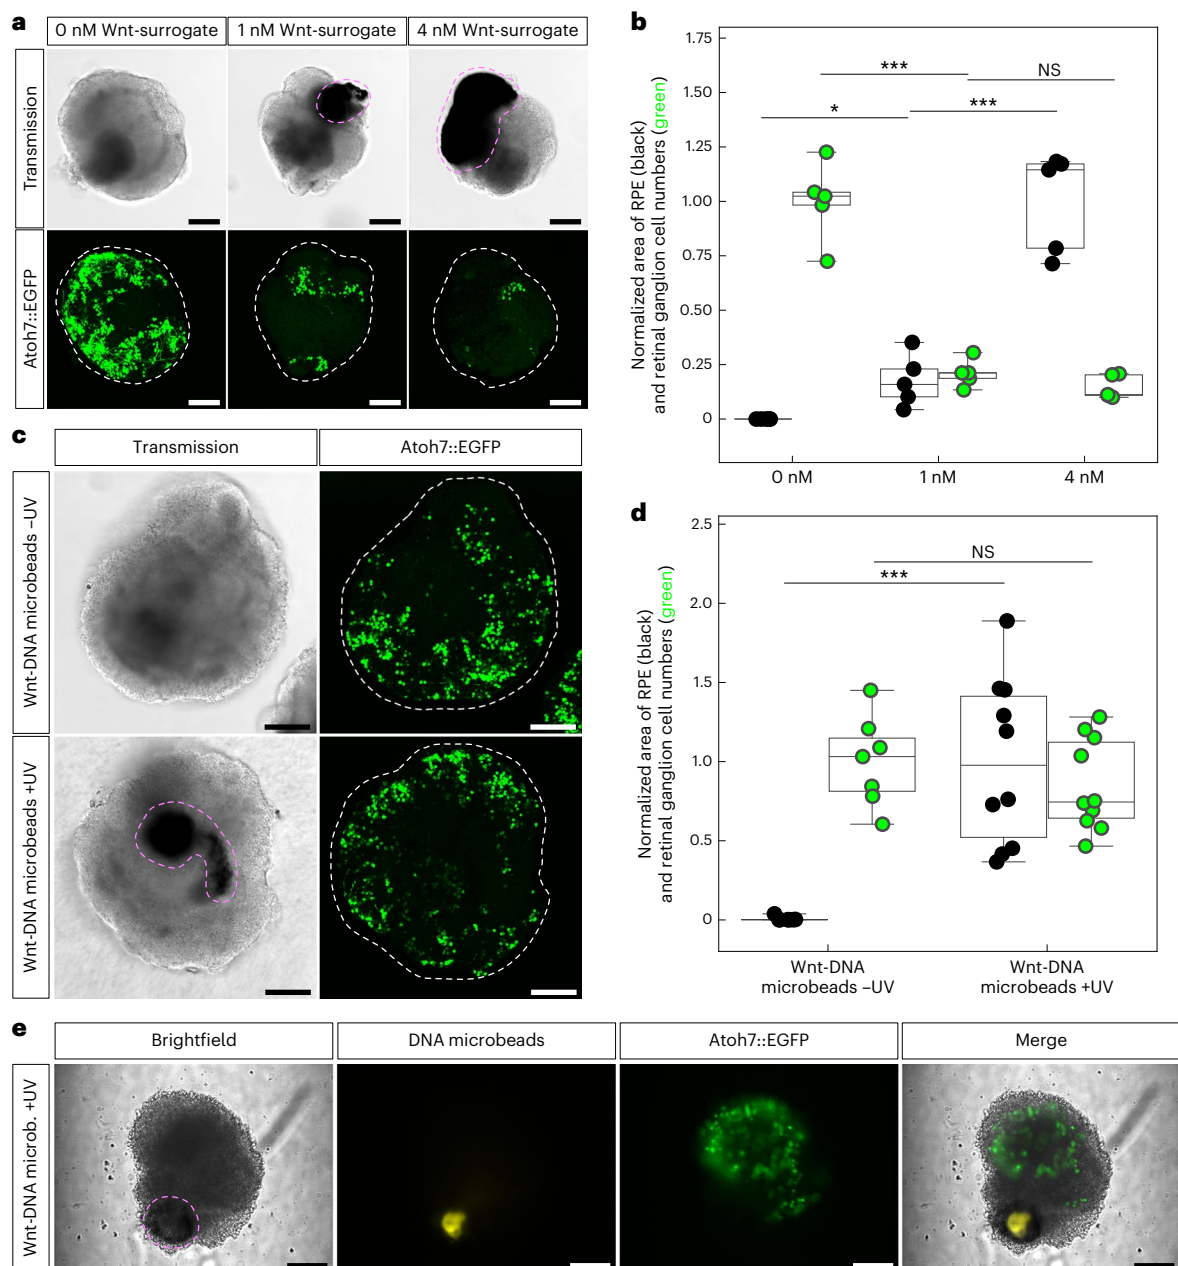 a
0 nM Wnt-surrogate
1 nM Wnt-surrogate
4 nM Wnt-surrogate
Transmission
Atoh7::EGFP
b
Normalized area of RPE (black)
and retinal ganglion cell numbers (green)
1.75
1.50
1.25
1.00
0.75
0.50
0.25
0
***
NS
*
***
0 nM
1 nM
4 nM
c
Transmission
Atoh7::EGFP
Wnt-DNA microbeads –UV
Wnt-DNA microbeads +UV
d
Normalized area of RPE (black)
and retinal ganglion cell numbers (green)
2.5
2.0
1.5
1.0
0.5
0
NS
***
Wnt-DNA
microbeads –UV
Wnt-DNA
microbeads +UV
e
Brightfield
DNA microbeads
Atoh7::EGFP
Merge
Wnt-DNA microb. +UV